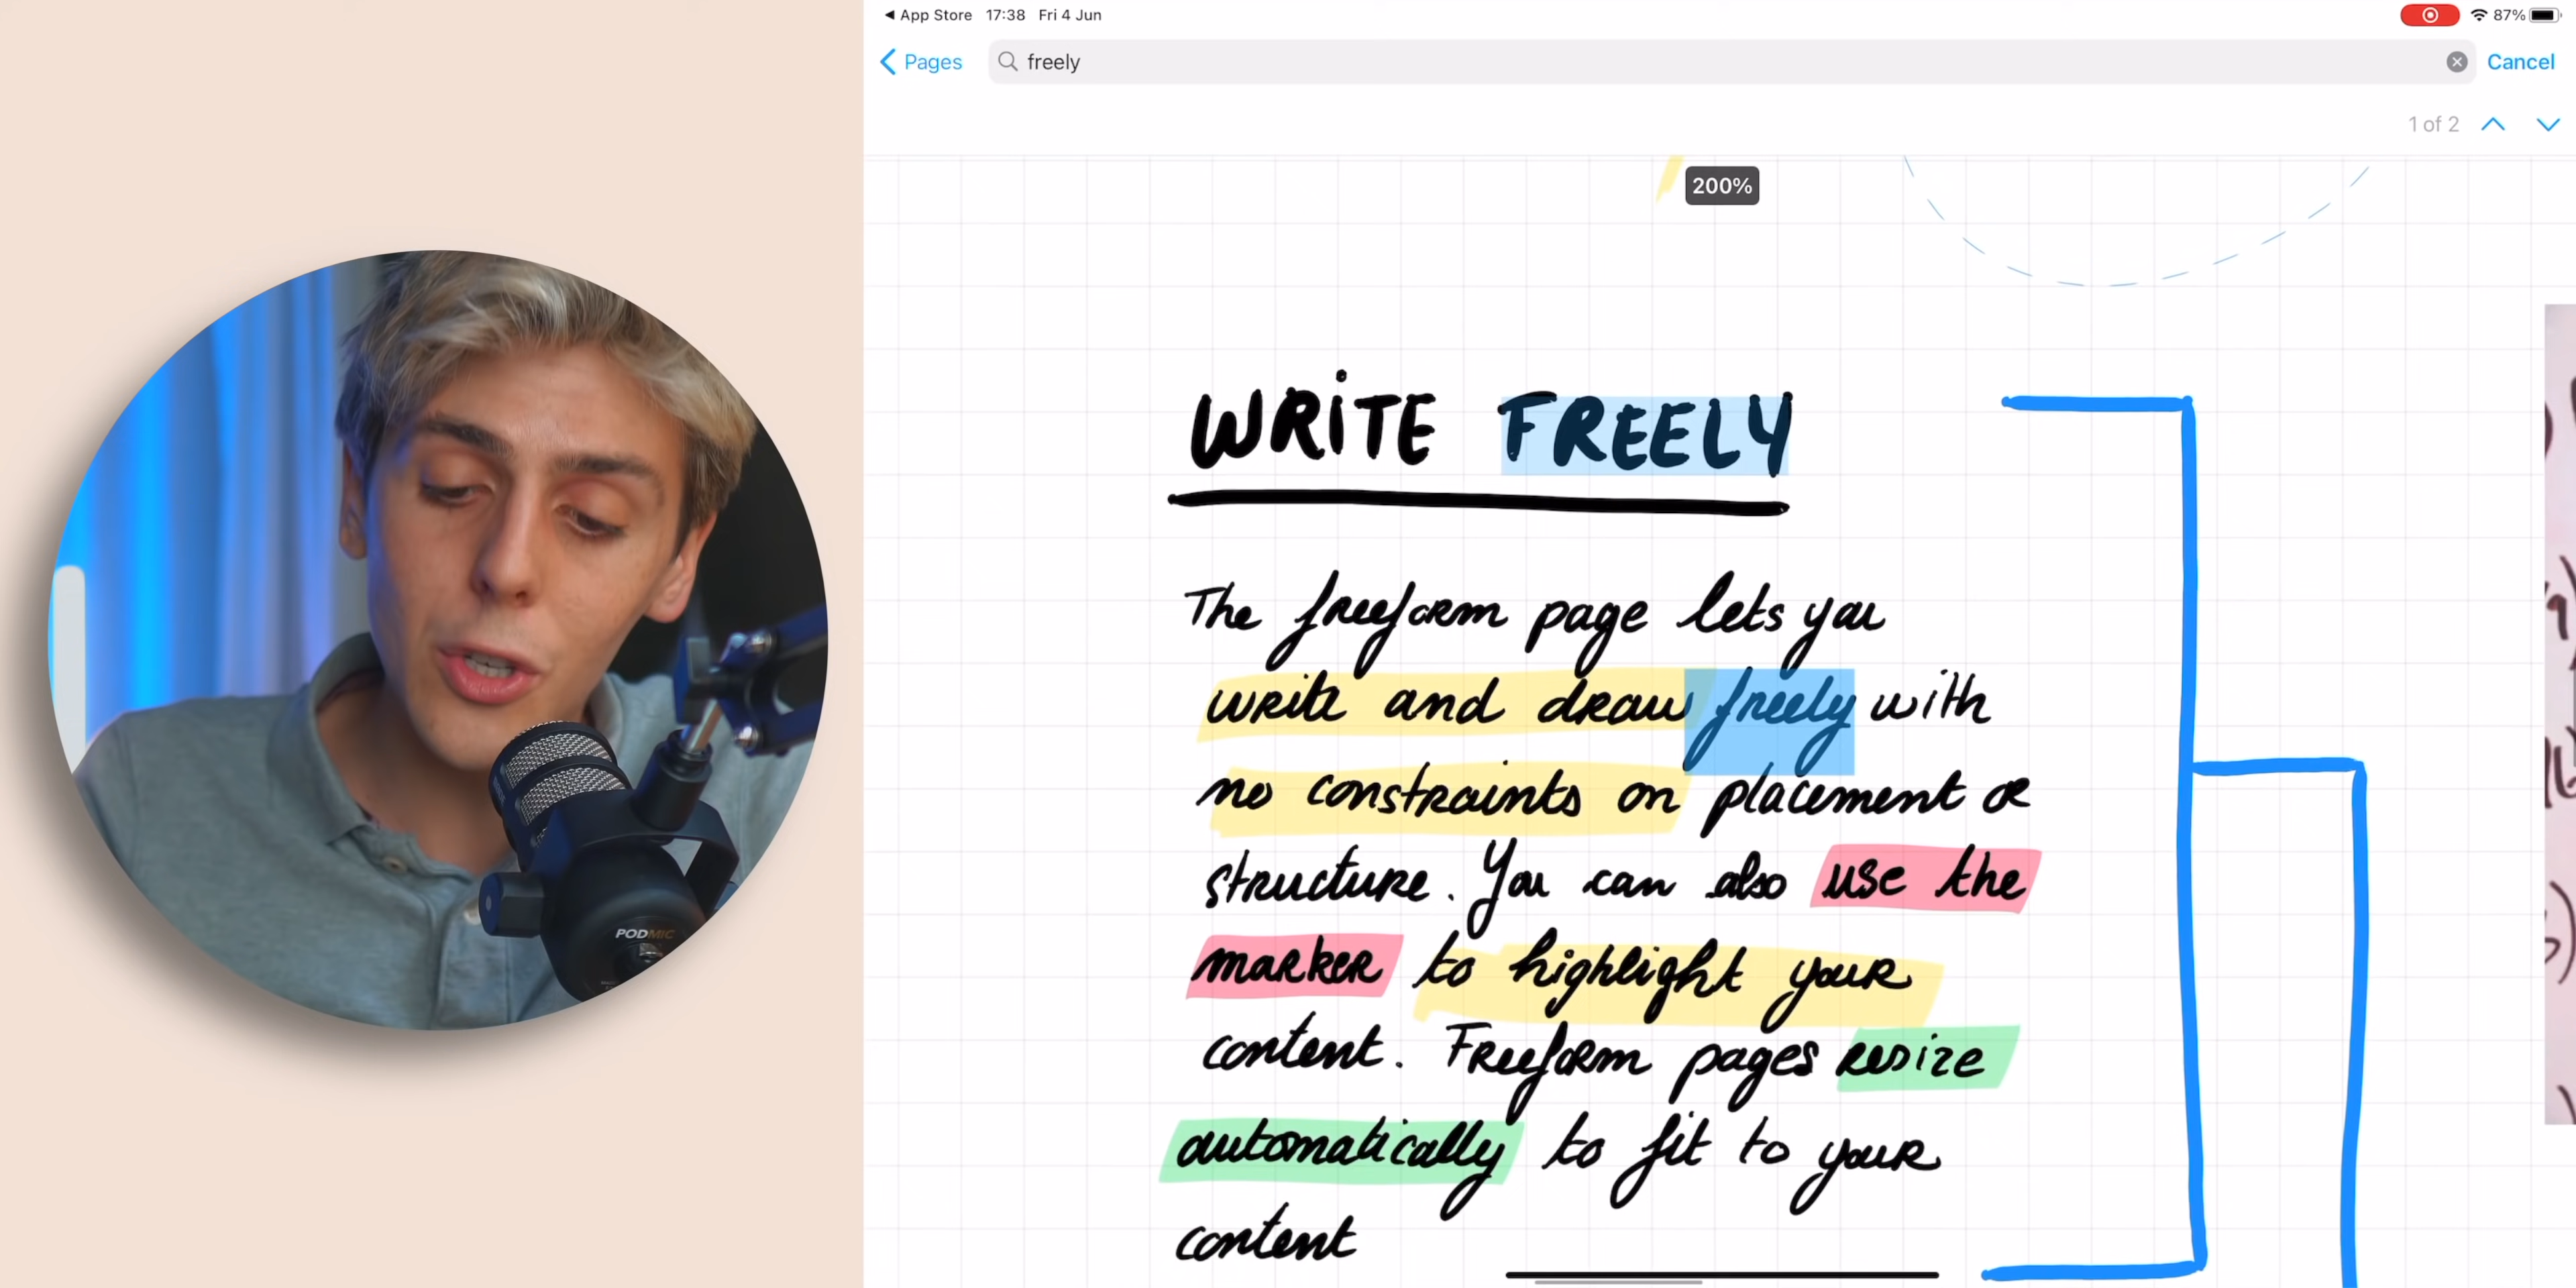 App Store 17:38 Fri 4 Jun 87%
Pages freely Cancel
1 of 2
200%
WRiTE FREELY
The freeform page lets you
write and draw freely with
no constraints on placement or
structure. You can also use the
marker to highlight your
content. Freeform pages resize
automatically to fit to your
content
PODMIC